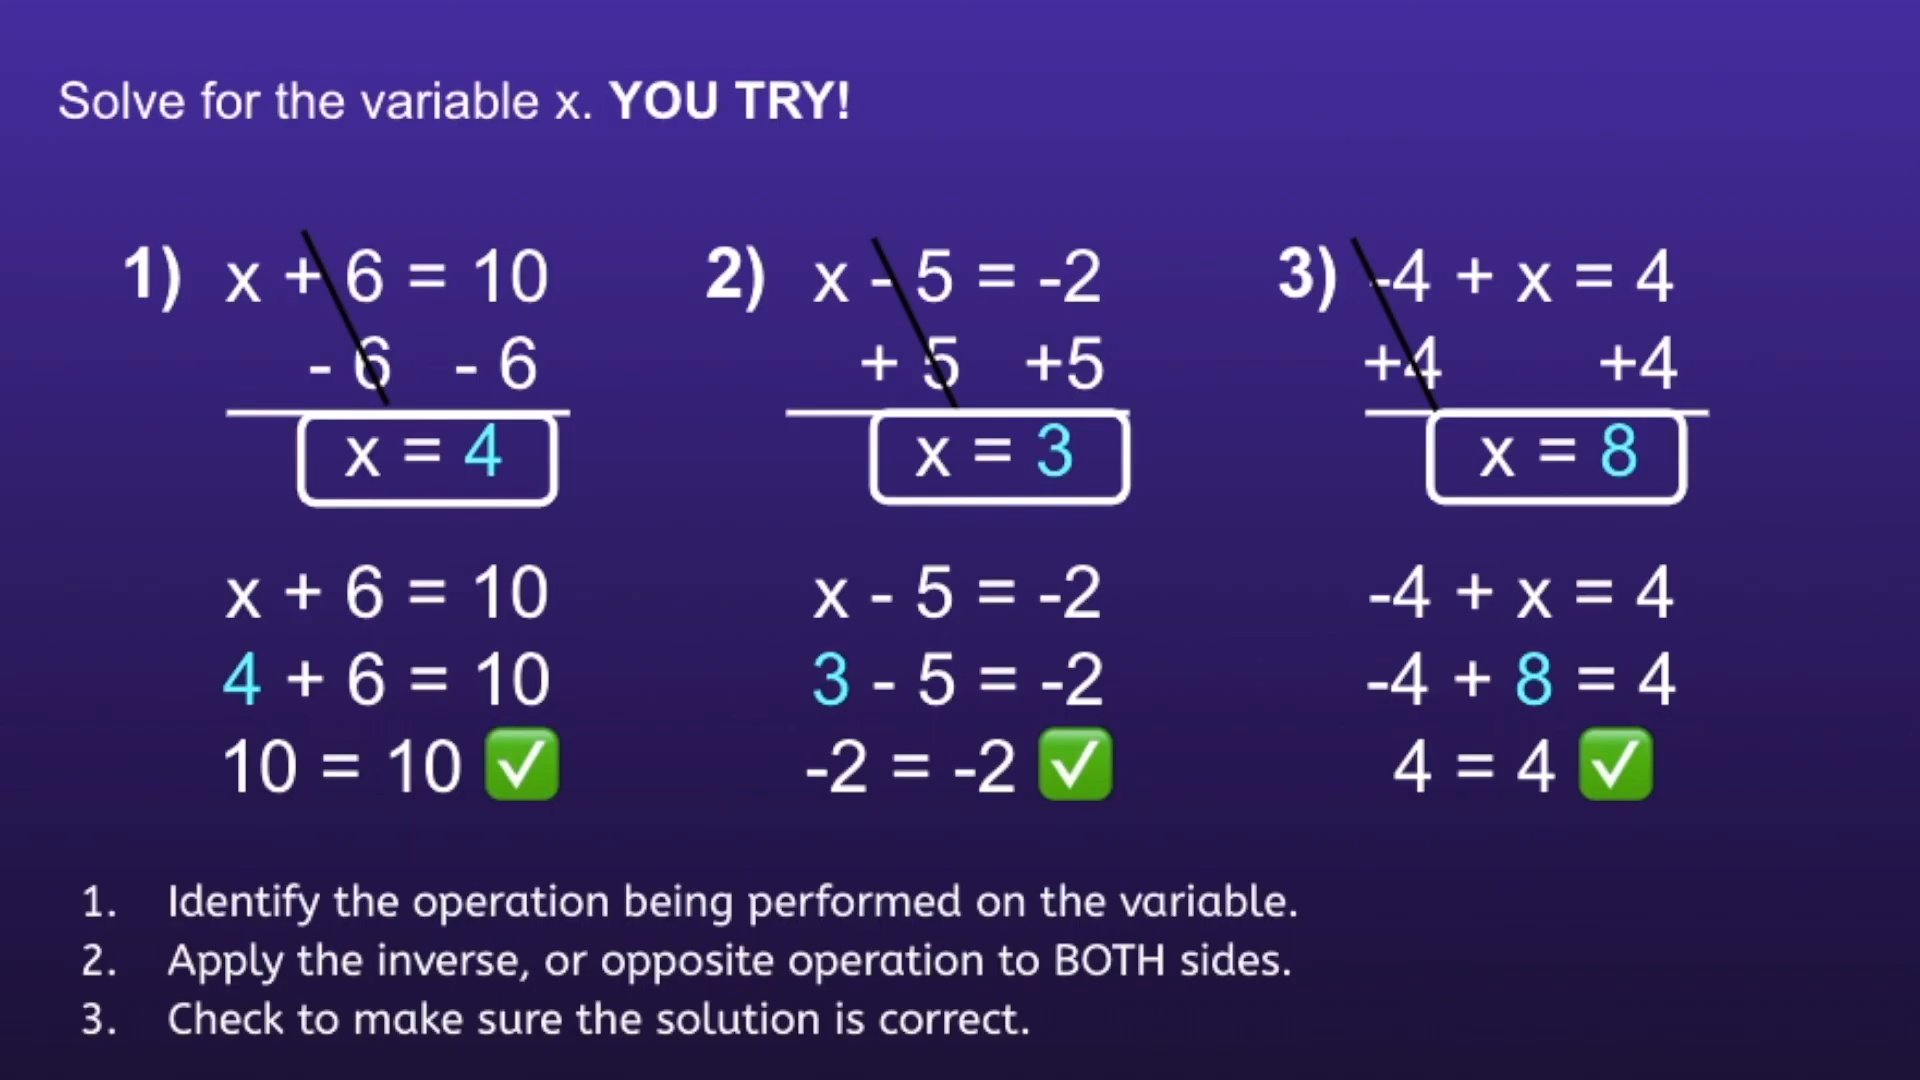 Solve for the variable x. YOU TRY!
1) x + 6 = 10
- 6 - 6
x = 4
x + 6 = 10
4 + 6 = 10
10 = 10 ✅
2) x - 5 = -2
+ 5 +5
x = 3
x - 5 = -2
3 - 5 = -2
-2 = -2 ✅
3) -4 + x = 4
+4 +4
x = 8
-4 + x = 4
-4 + 8 = 4
4 = 4 ✅
1. Identify the operation being performed on the variable.
2. Apply the inverse, or opposite operation to BOTH sides.
3. Check to make sure the solution is correct.